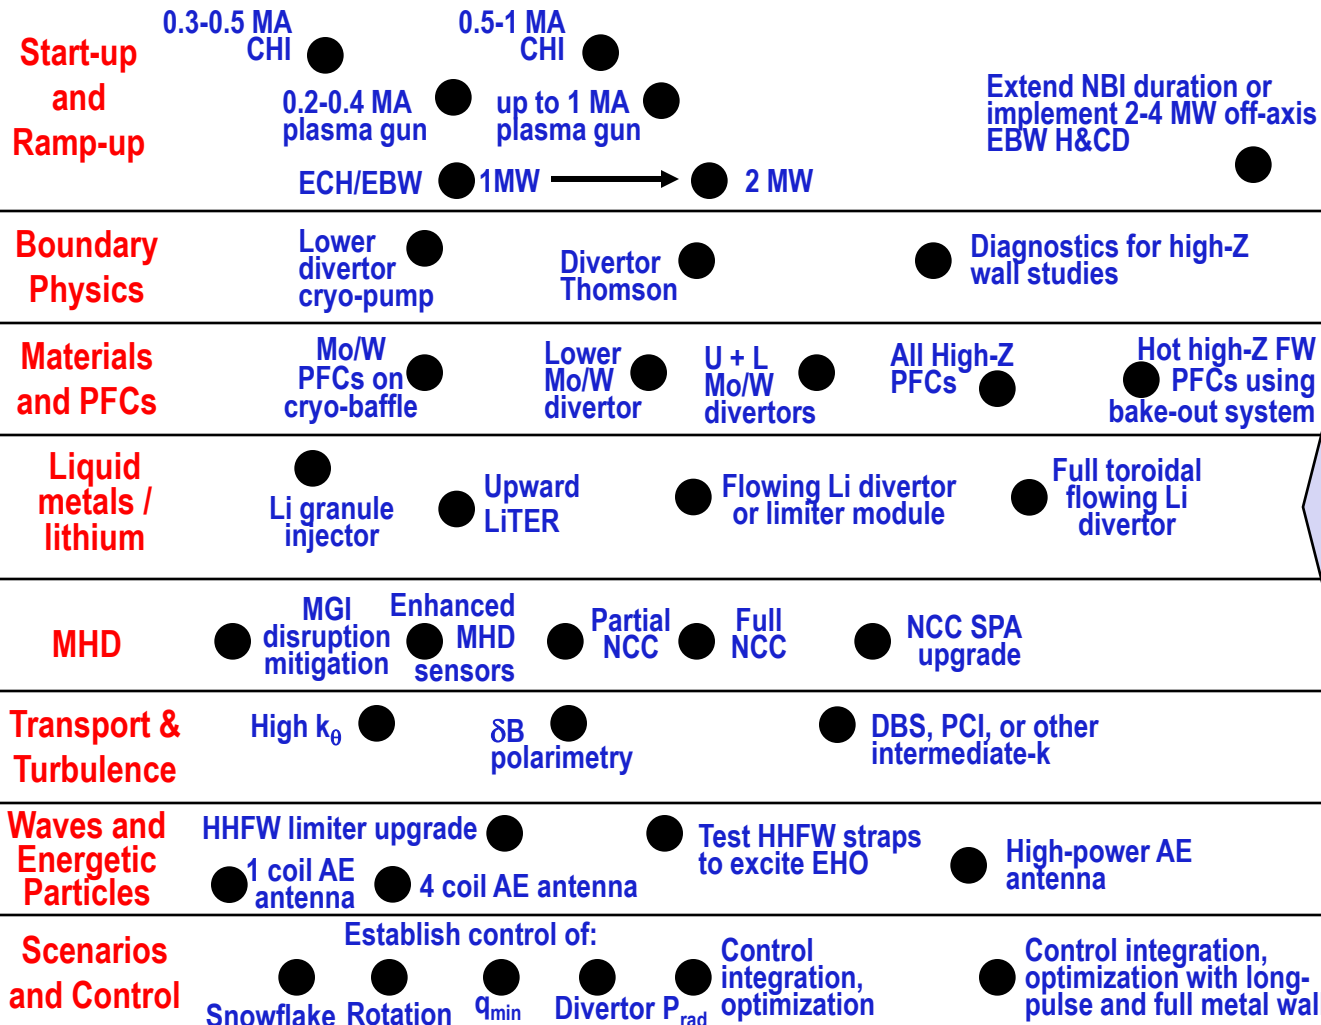 Start-up
and
Ramp-up
0.3-0.5 MA
CHI
0.5-1 MA
CHI
0.2-0.4 MA
plasma gun
up to 1 MA
plasma gun
Extend NBI duration or
implement 2-4 MW off-axis
EBW H&CD
ECH/EBW
1MW
2 MW
Boundary
Physics
Lower
divertor
cryo-pump
Divertor
Thomson
Diagnostics for high-Z
wall studies
Materials
and PFCs
Mo/W
PFCs on
cryo-baffle
Lower
Mo/W
divertor
U + L
Mo/W
divertors
All High-Z
PFCs
Hot high-Z FW
PFCs using
bake-out system
Liquid
metals /
lithium
Li granule
injector
Upward
LiTER
Flowing Li divertor
or limiter module
Full toroidal
flowing Li
divertor
MHD
MGI
disruption
mitigation
Enhanced
MHD
sensors
Partial
NCC
Full
NCC
NCC SPA
upgrade
Transport &
Turbulence
High kθ
δB
polarimetry
DBS, PCI, or other
intermediate-k
Waves and
Energetic
Particles
HHFW limiter upgrade
1 coil AE
antenna
4 coil AE antenna
Test HHFW straps
to excite EHO
High-power AE
antenna
Scenarios
and Control
Establish control of:
Snowflake
Rotation
qmin
Divertor Prad
Control
integration,
optimization
Control integration,
optimization with long-
pulse and full metal wall